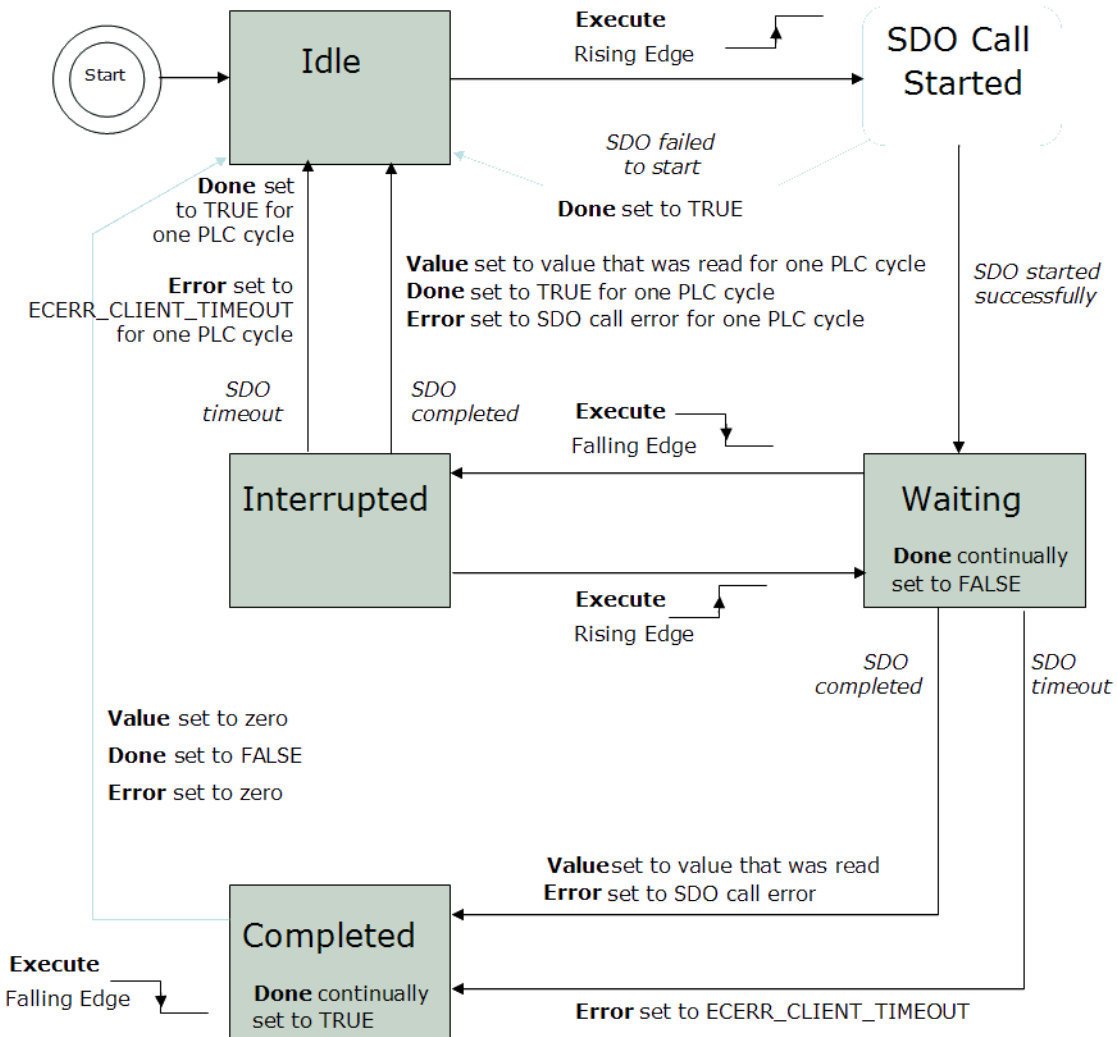 Start
Idle
Execute
Rising Edge
SDO Call
Started
SDO failed
to start
Done set to TRUE
Done set
to TRUE for
one PLC cycle
Error set to
ECERR_CLIENT_TIMEOUT
for one PLC cycle
Value set to value that was read for one PLC cycle
Done set to TRUE for one PLC cycle
Error set to SDO call error for one PLC cycle
SDO started
successfully
SDO
timeout
SDO
completed
Execute
Falling Edge
Interrupted
Waiting
Done continually
set to FALSE
Execute
Rising Edge
SDO
completed
SDO
timeout
Value set to zero
Done set to FALSE
Error set to zero
Value set to value that was read
Error set to SDO call error
Completed
Done continually
set to TRUE
Execute
Falling Edge
Error set to ECERR_CLIENT_TIMEOUT